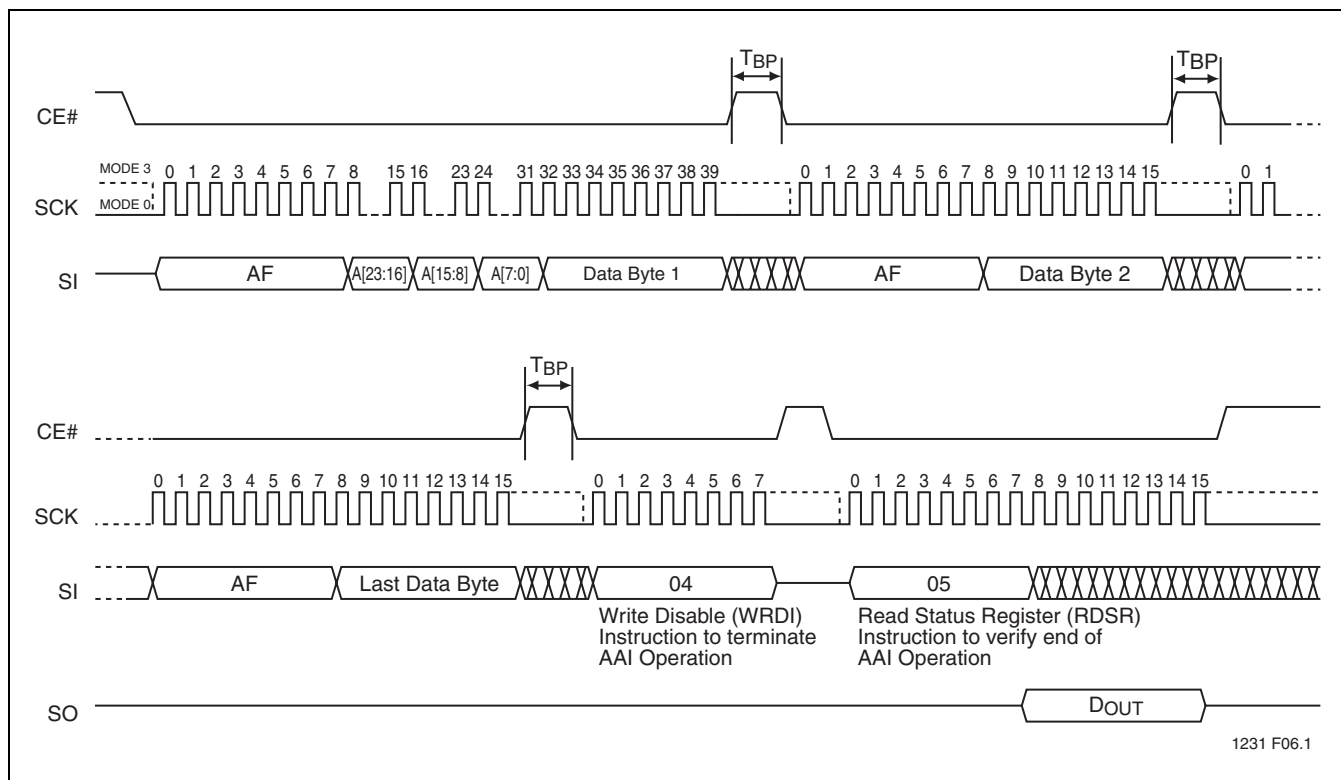 TBP TBP
CE#
MODE 3 0 1 2 3 4 5 6 7 8 15 16 23 24 31 32 33 34 35 36 37 38 39 0 1 2 3 4 5 6 7 8 9 10 11 12 13 14 15 0 1
SCK MODE 0
SI AF A[23:16] A[15:8] A[7:0] Data Byte 1 AF Data Byte 2
TBP
CE#
0 1 2 3 4 5 6 7 8 9 10 11 12 13 14 15 0 1 2 3 4 5 6 7 0 1 2 3 4 5 6 7 8 9 10 11 12 13 14 15
SCK
SI AF Last Data Byte 04 05
Write Disable (WRDI)
Instruction to terminate
AAI Operation
Read Status Register (RDSR)
Instruction to verify end of
AAI Operation
SO DOUT
1231 F06.1